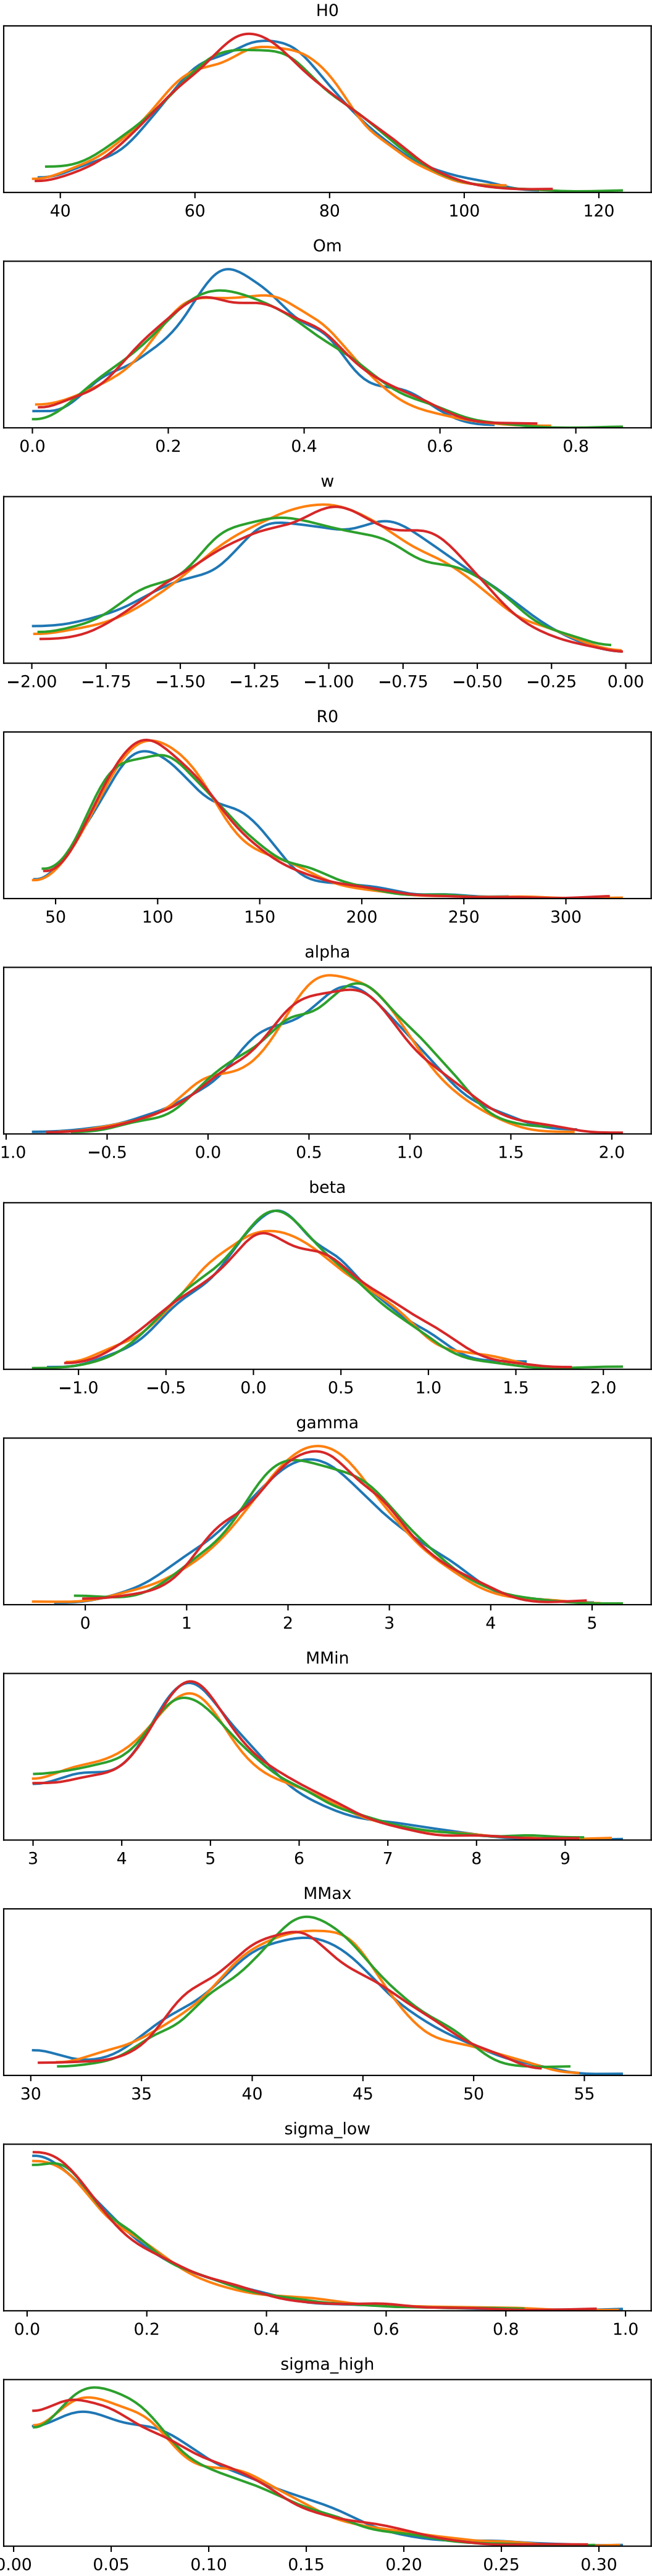 H0
40 60 80 100 120
Om
0.0 0.2 0.4 0.6 0.8
w
−2.00 −1.75 −1.50 −1.25 −1.00 −0.75 −0.50 −0.25 0.00
R0
50 100 150 200 250 300
alpha
1.0 −0.5 0.0 0.5 1.0 1.5 2.0
beta
−1.0 −0.5 0.0 0.5 1.0 1.5 2.0
gamma
0 1 2 3 4 5
MMin
3 4 5 6 7 8 9
MMax
30 35 40 45 50 55
sigma_low
0.0 0.2 0.4 0.6 0.8 1.0
sigma_high
0.00 0.05 0.10 0.15 0.20 0.25 0.30